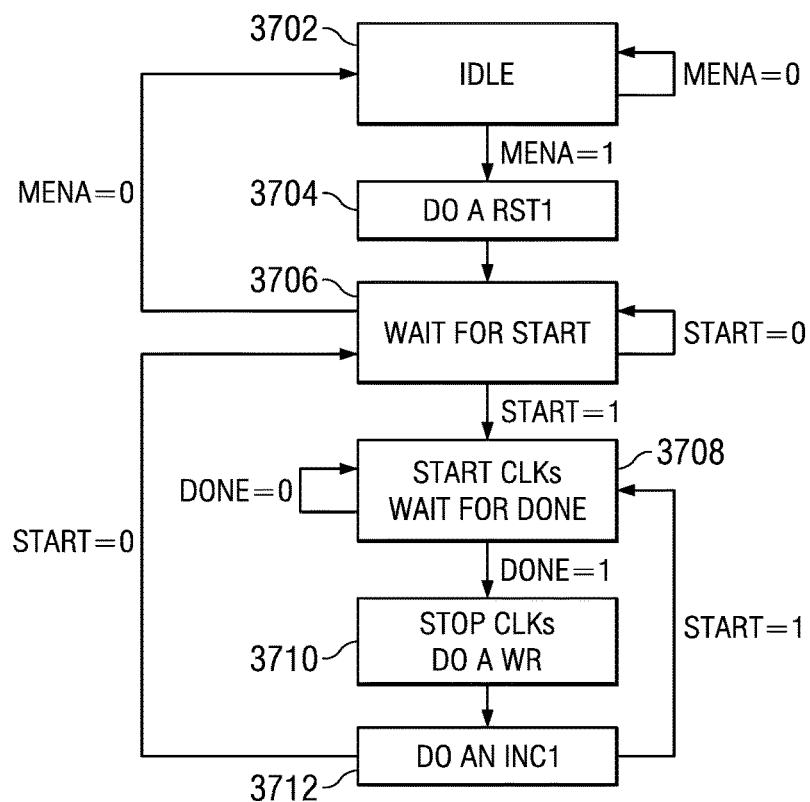 3702
IDLE
MENA=0
MENA=1
MENA=0
3704
DO A RST1
3706
WAIT FOR START
START=0
START=1
3708
START CLKs
WAIT FOR DONE
DONE=0
START=0
DONE=1
START=1
3710
STOP CLKs
DO A WR
DO AN INC1
3712